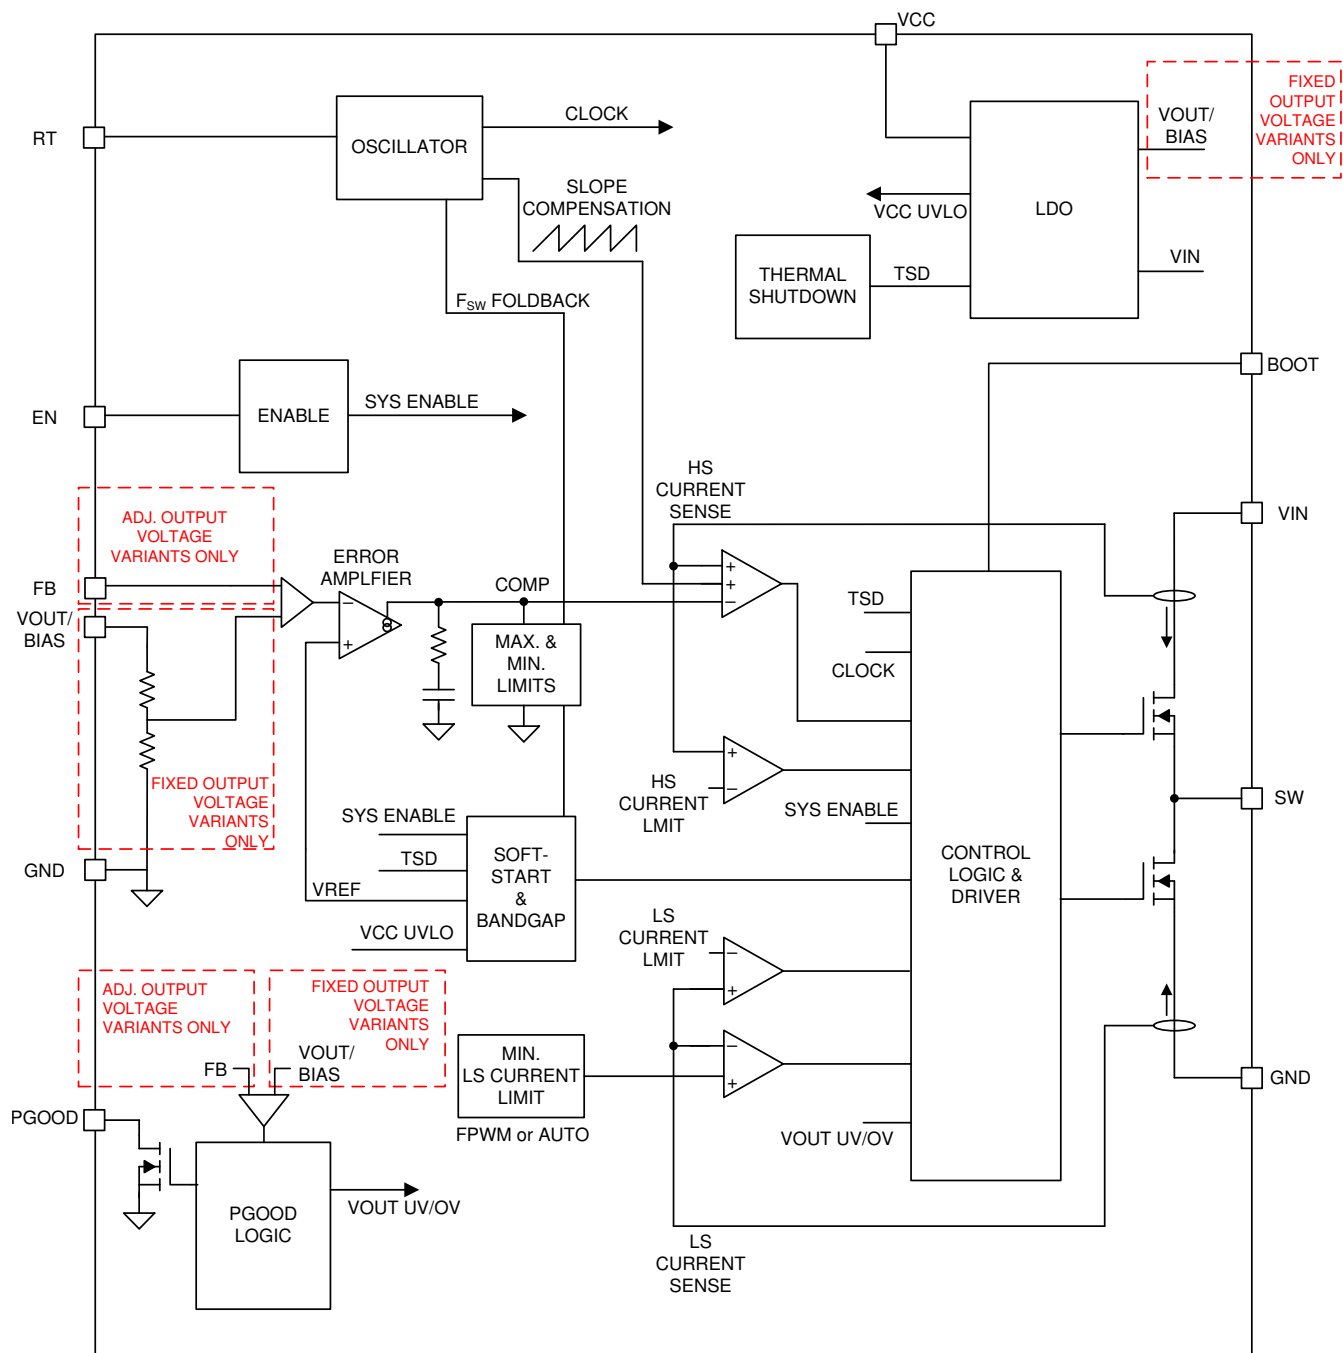 VCC
FIXED
OUTPUT
VOLTAGE
VARIANTS
ONLY
VOUT/
BIAS
RT
OSCILLATOR
CLOCK
SLOPE
COMPENSATION
VCC UVLO
LDO
VIN
THERMAL
SHUTDOWN
TSD
FSW FOLDBACK
BOOT
EN
ENABLE
SYS ENABLE
HS
CURRENT
SENSE
VIN
ADJ. OUTPUT
VOLTAGE
VARIANTS ONLY
FB
ERROR
AMPLFIER
COMP
+
+
−
−
+
VOUT/
BIAS
MAX. &
MIN.
LIMITS
TSD
CLOCK
FIXED OUTPUT
VOLTAGE
VARIANTS
ONLY
+
−
HS
CURRENT
LMIT
SYS ENABLE
SW
SYS ENABLE
TSD
VREF
VCC UVLO
SOFT-
START
&
BANDGAP
CONTROL
LOGIC &
DRIVER
GND
LS
CURRENT
LMIT
−
+
ADJ. OUTPUT
VOLTAGE
VARIANTS ONLY
FIXED OUTPUT
VOLTAGE
VARIANTS
ONLY
FB
VOUT/
BIAS
MIN.
LS CURRENT
LIMIT
FPWM or AUTO
−
+
GND
PGOOD
VOUT UV/OV
PGOOD
LOGIC
VOUT UV/OV
LS
CURRENT
SENSE